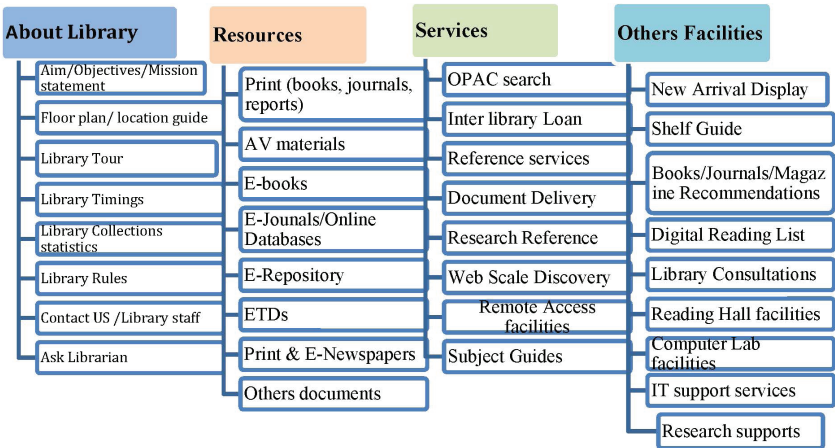 About Library
Aim/Objectives/Mission
statement
Floor plan/ location guide
Library Tour
Library Timings
Library Collections
statistics
Library Rules
Contact US /Library staff
Ask Librarian
Resources
Print (books, journals,
reports)
AV materials
E-books
E-Jounals/Online
Databases
E-Repository
ETDs
Print & E-Newspapers
Others documents
Services
OPAC search
Inter library Loan
Reference services
Document Delivery
Research Reference
Web Scale Discovery
Remote Access
facilities
Subject Guides
Others Facilities
New Arrival Display
Shelf Guide
Books/Journals/Magaz
ine Recommendations
Digital Reading List
Library Consultations
Reading Hall facilities
Computer Lab
facilities
IT support services
Research supports